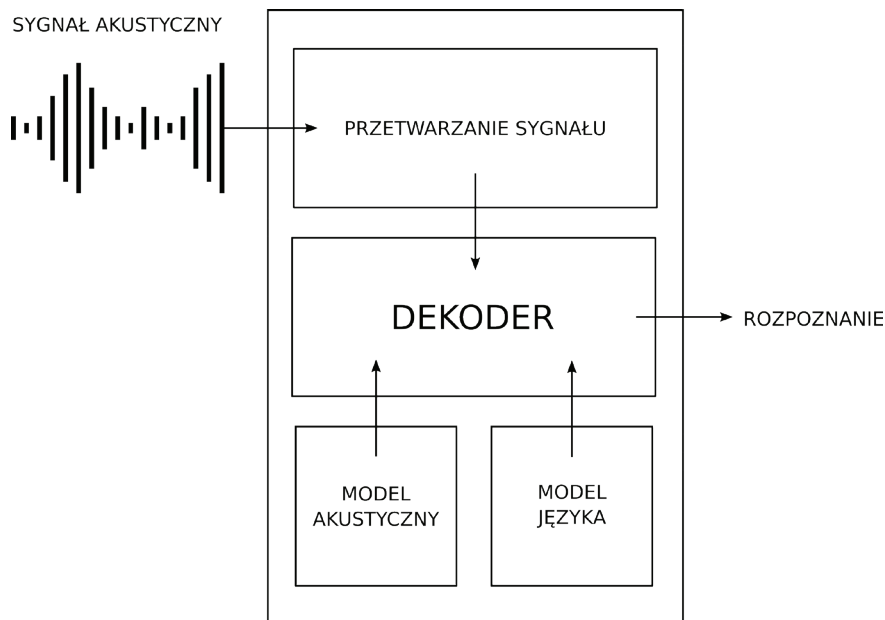 SYGNAŁ AKUSTYCZNY
PRZETWARZANIE SYGNAŁU
DEKODER
ROZPOZNANIE
MODEL
AKUSTYCZNY
MODEL
JĘZYKA